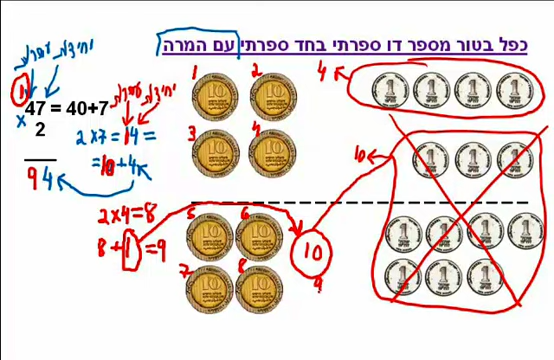 כפל בטור מספר דו ספרתי בחד ספרתי עם המרה
יחידות עשרות
1
47 = 40+7
x 2
94
יחידות עשרות
2x7=14=
=10+4
2x4=8
8+1=9
1 2
3 4
5 6
7 8
10
9
4
10